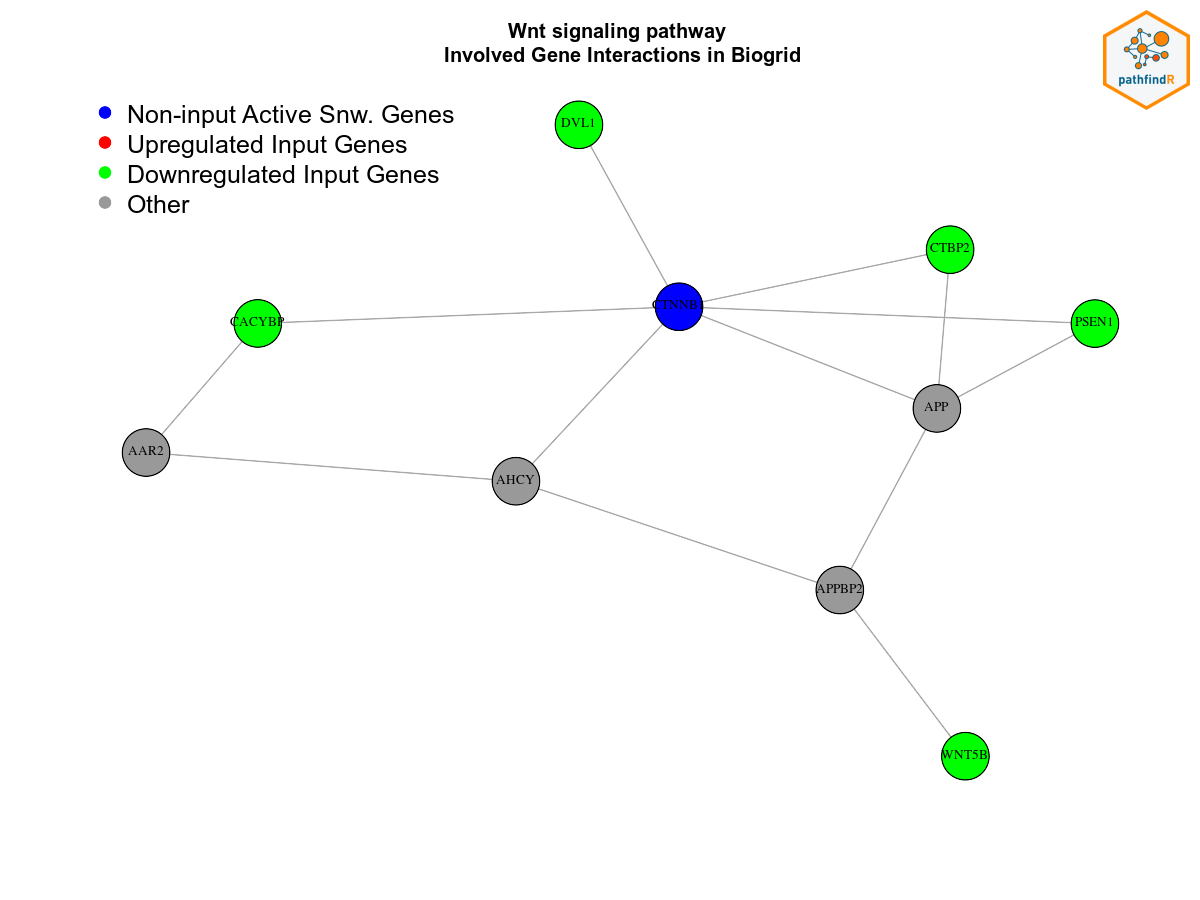 Wnt signaling pathway
Involved Gene Interactions in Biogrid
pathfindR
Non-input Active Snw. Genes
Upregulated Input Genes
Downregulated Input Genes
Other
DVL1
CTBP2
CTNNB
CACYBP
PSEN1
APP
AAR2
AHCY
APPBP2
WNT5B